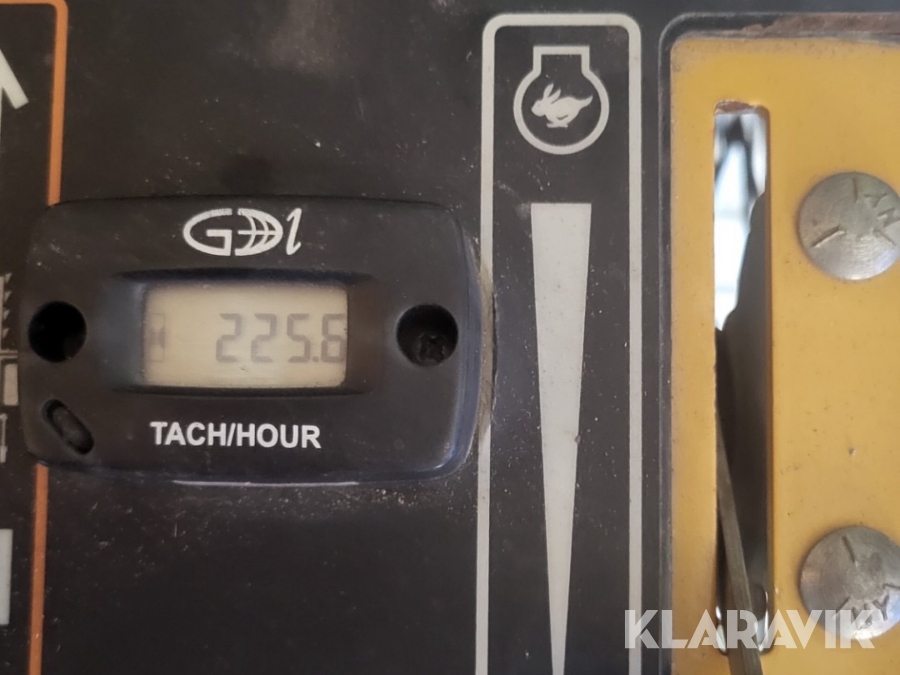 GDI
225.6
TACH/HOUR
KLARAVIK